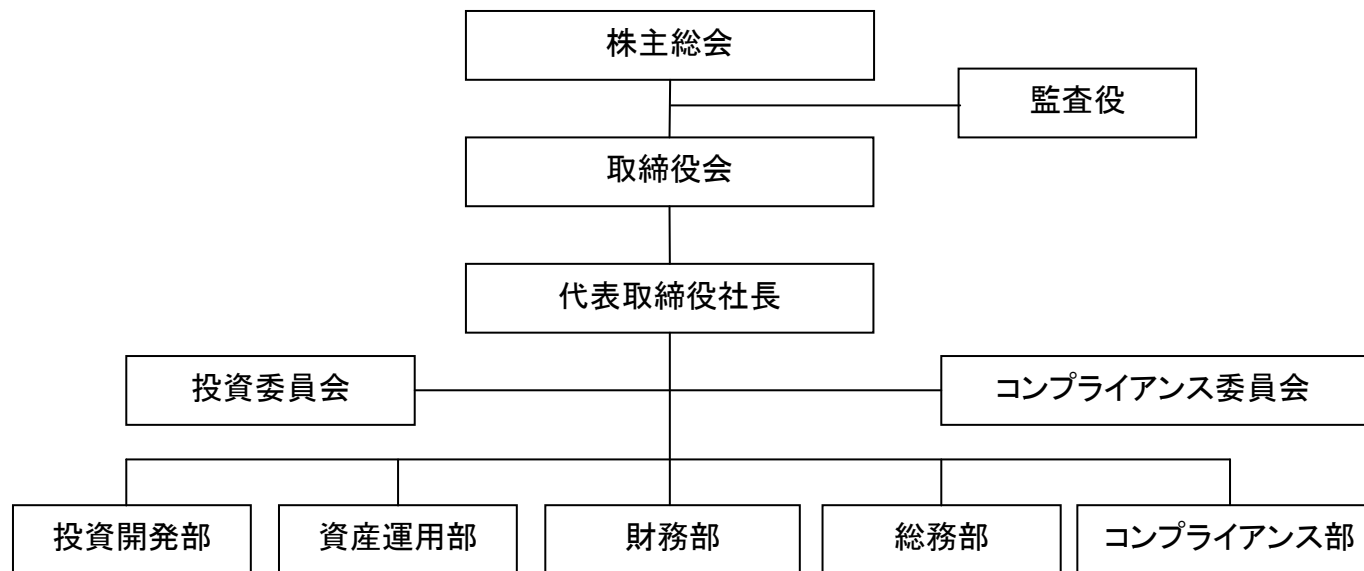 株主総会
監査役
取締役会
代表取締役社長
投資委員会
コンプライアンス委員会
投資開発部
資産運用部
財務部
総務部
コンプライアンス部